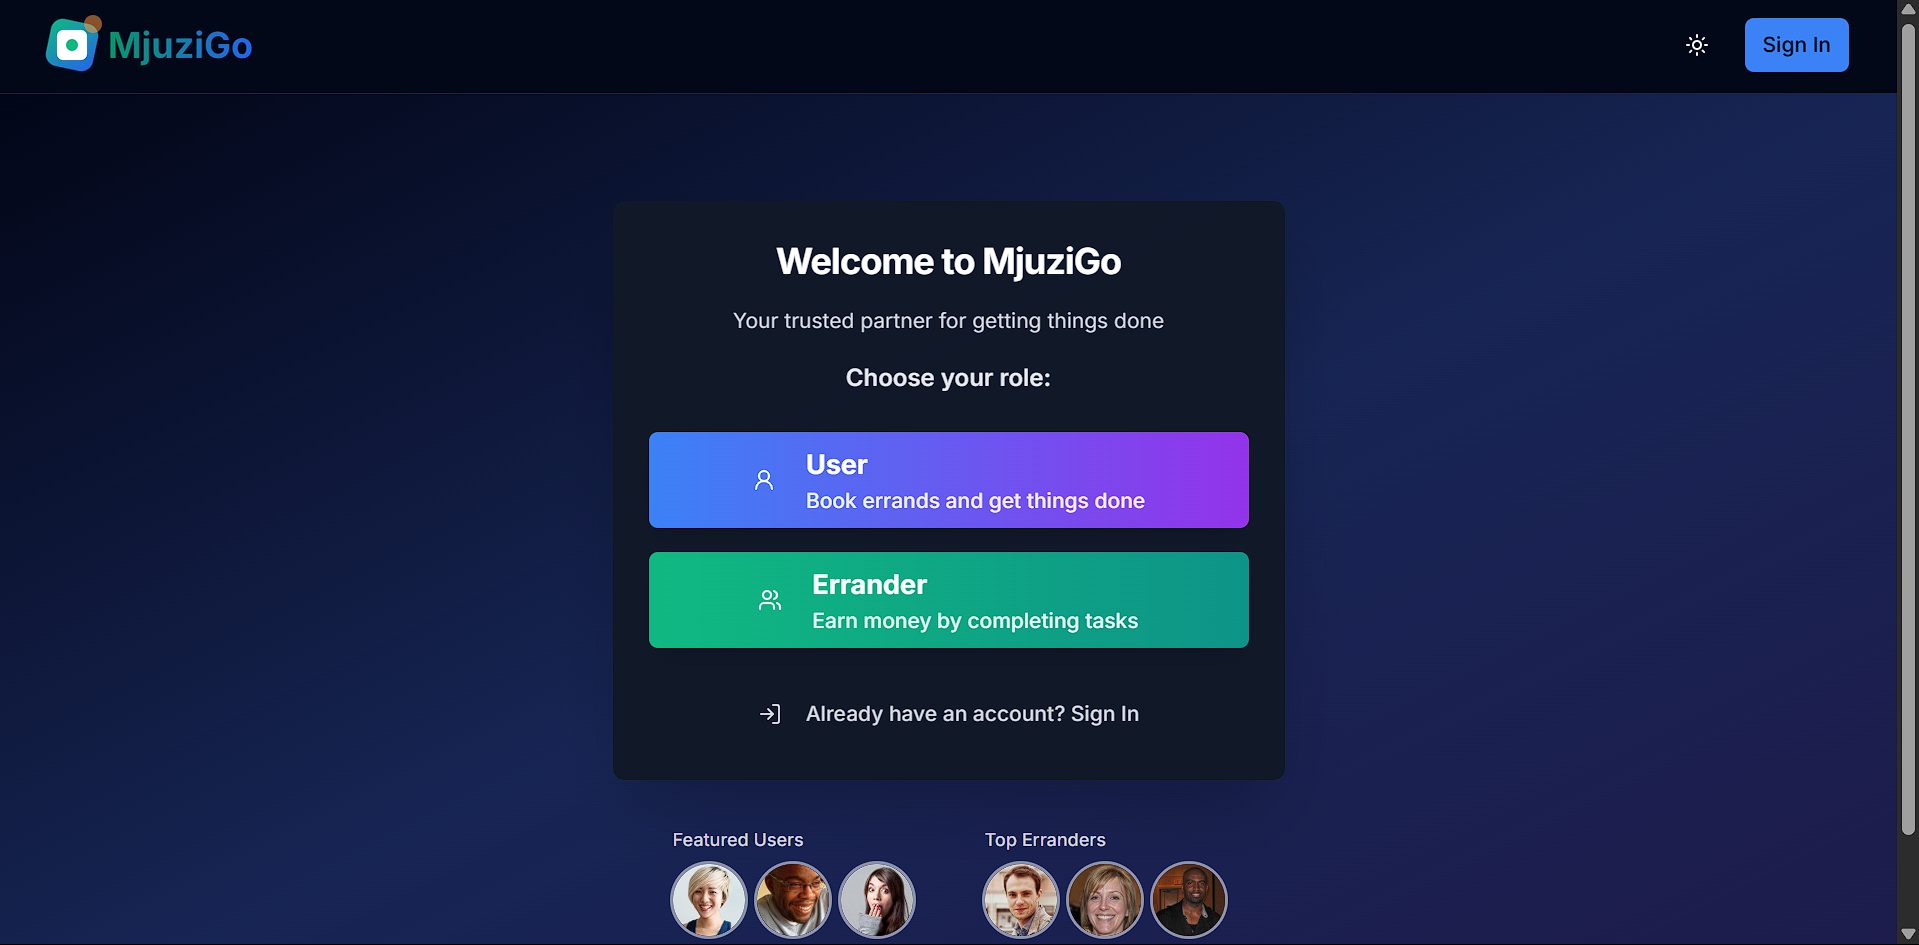 MjuziGo
Sign In
Welcome to MjuziGo
Your trusted partner for getting things done
Choose your role:
User
Book errands and get things done
Errander
Earn money by completing tasks
Already have an account? Sign In
Featured Users
Top Erranders